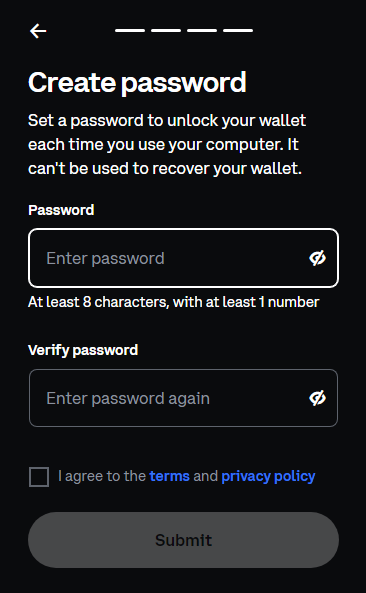 Create password
Set a password to unlock your wallet
each time you use your computer. It
can't be used to recover your wallet.
Password
Enter password
At least 8 characters, with at least 1 number
Verify password
Enter password again
I agree to the terms and privacy policy
Submit